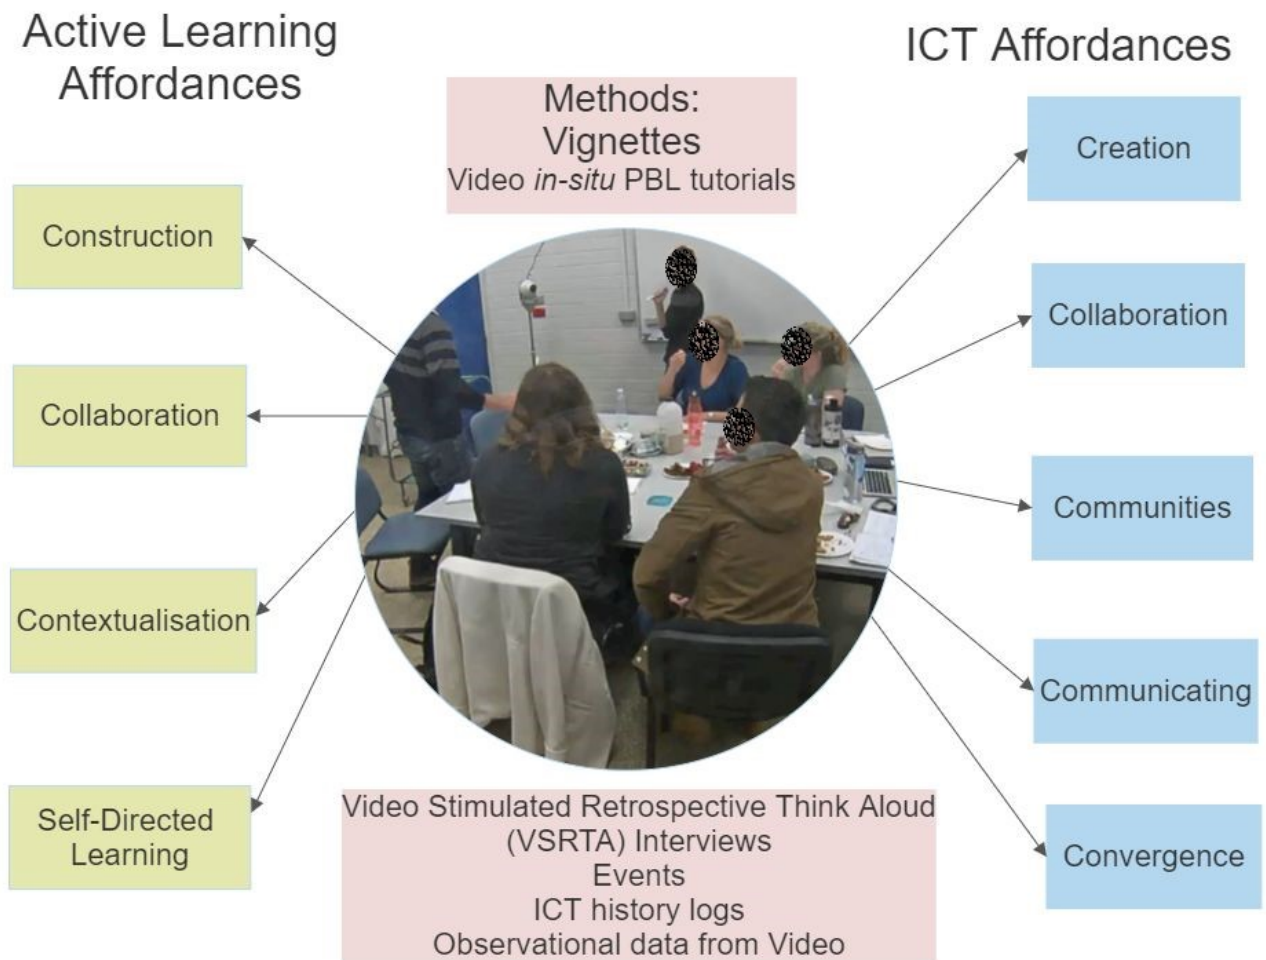 Active Learning
Affordances
ICT Affordances
Methods:
Vignettes
Video in-situ PBL tutorials
Construction
Collaboration
Contextualisation
Self-Directed
Learning
Creation
Collaboration
Communities
Communicating
Convergence
Video Stimulated Retrospective Think Aloud
(VSRTA) Interviews
Events
ICT history logs
Observational data from Video